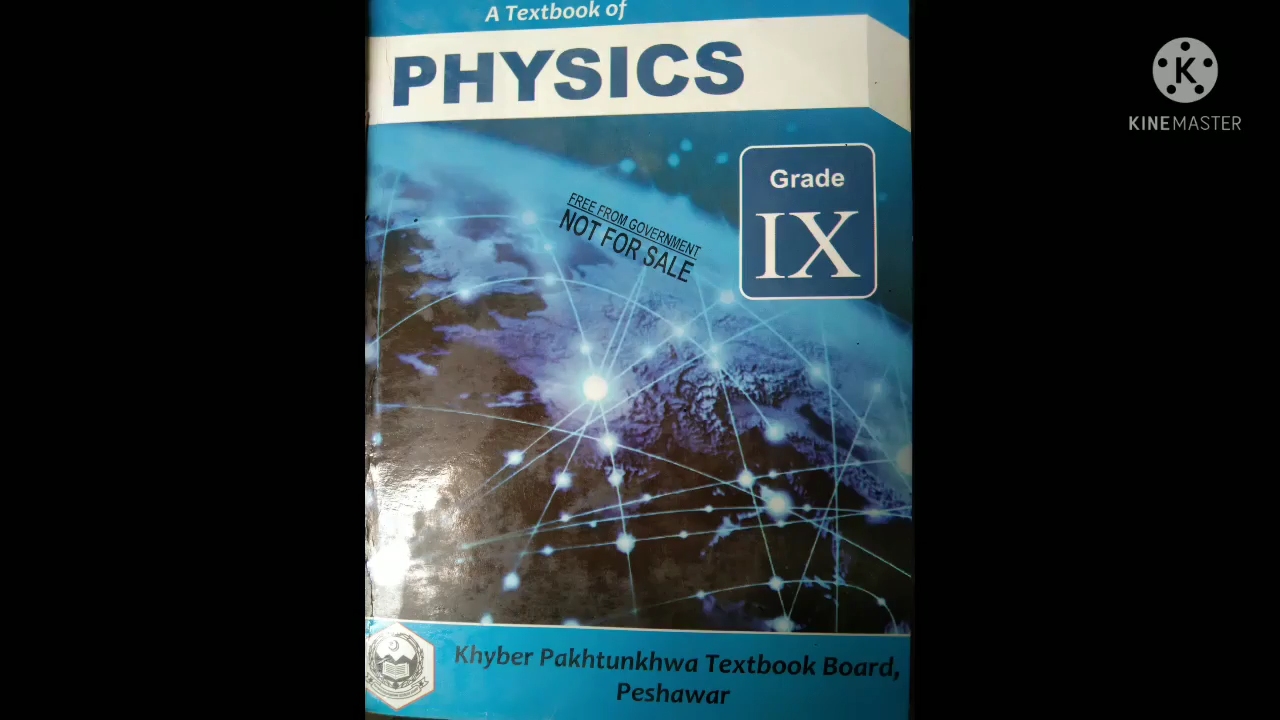 A Textbook of
PHYSICS
K
KINEMASTER
Grade
IX
FREE FROM GOVERNMENT
NOT FOR SALE
Khyber Pakhtunkhwa Textbook Board,
Peshawar